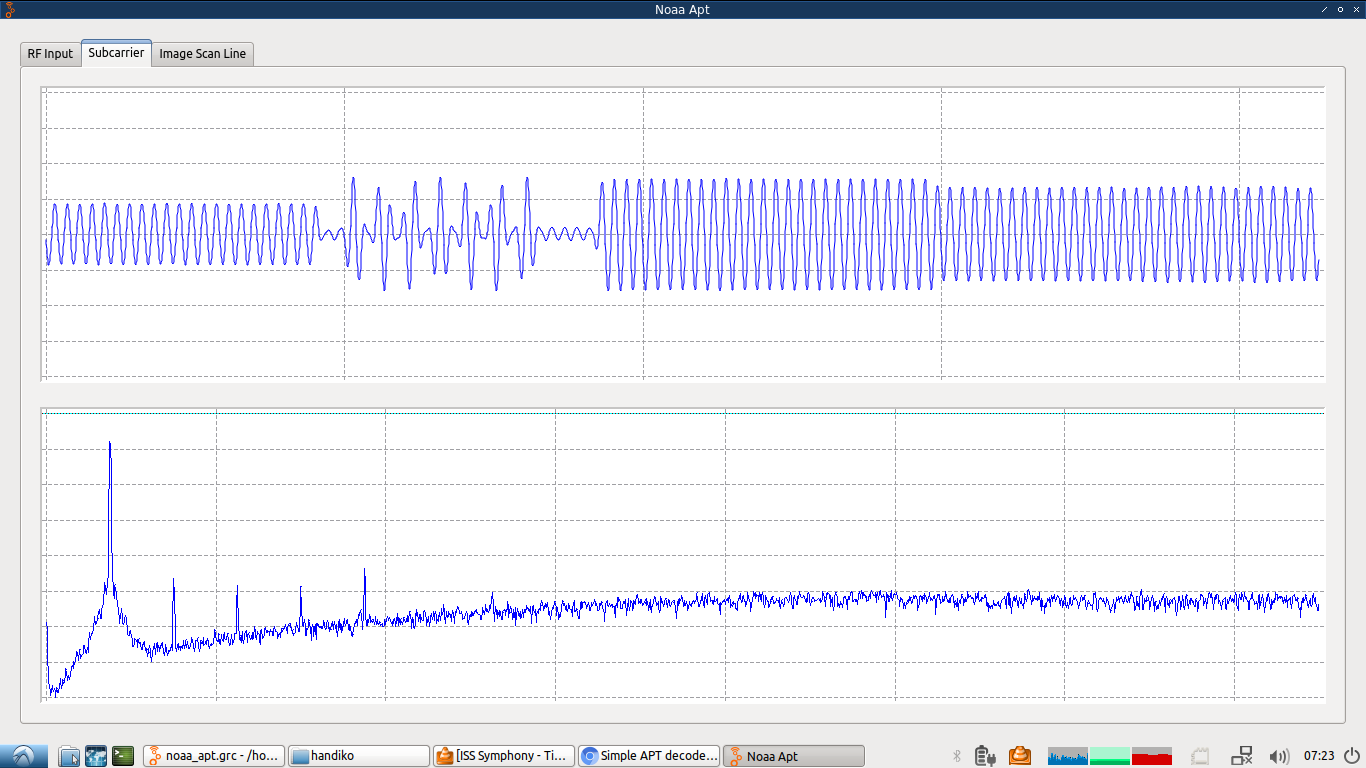 Noaa Apt
RF Input
Subcarrier
Image Scan Line
noaa_apt.grc - /ho...
handiko
[ISS Symphony - Ti...
Simple APT decode...
Noaa Apt
07:23